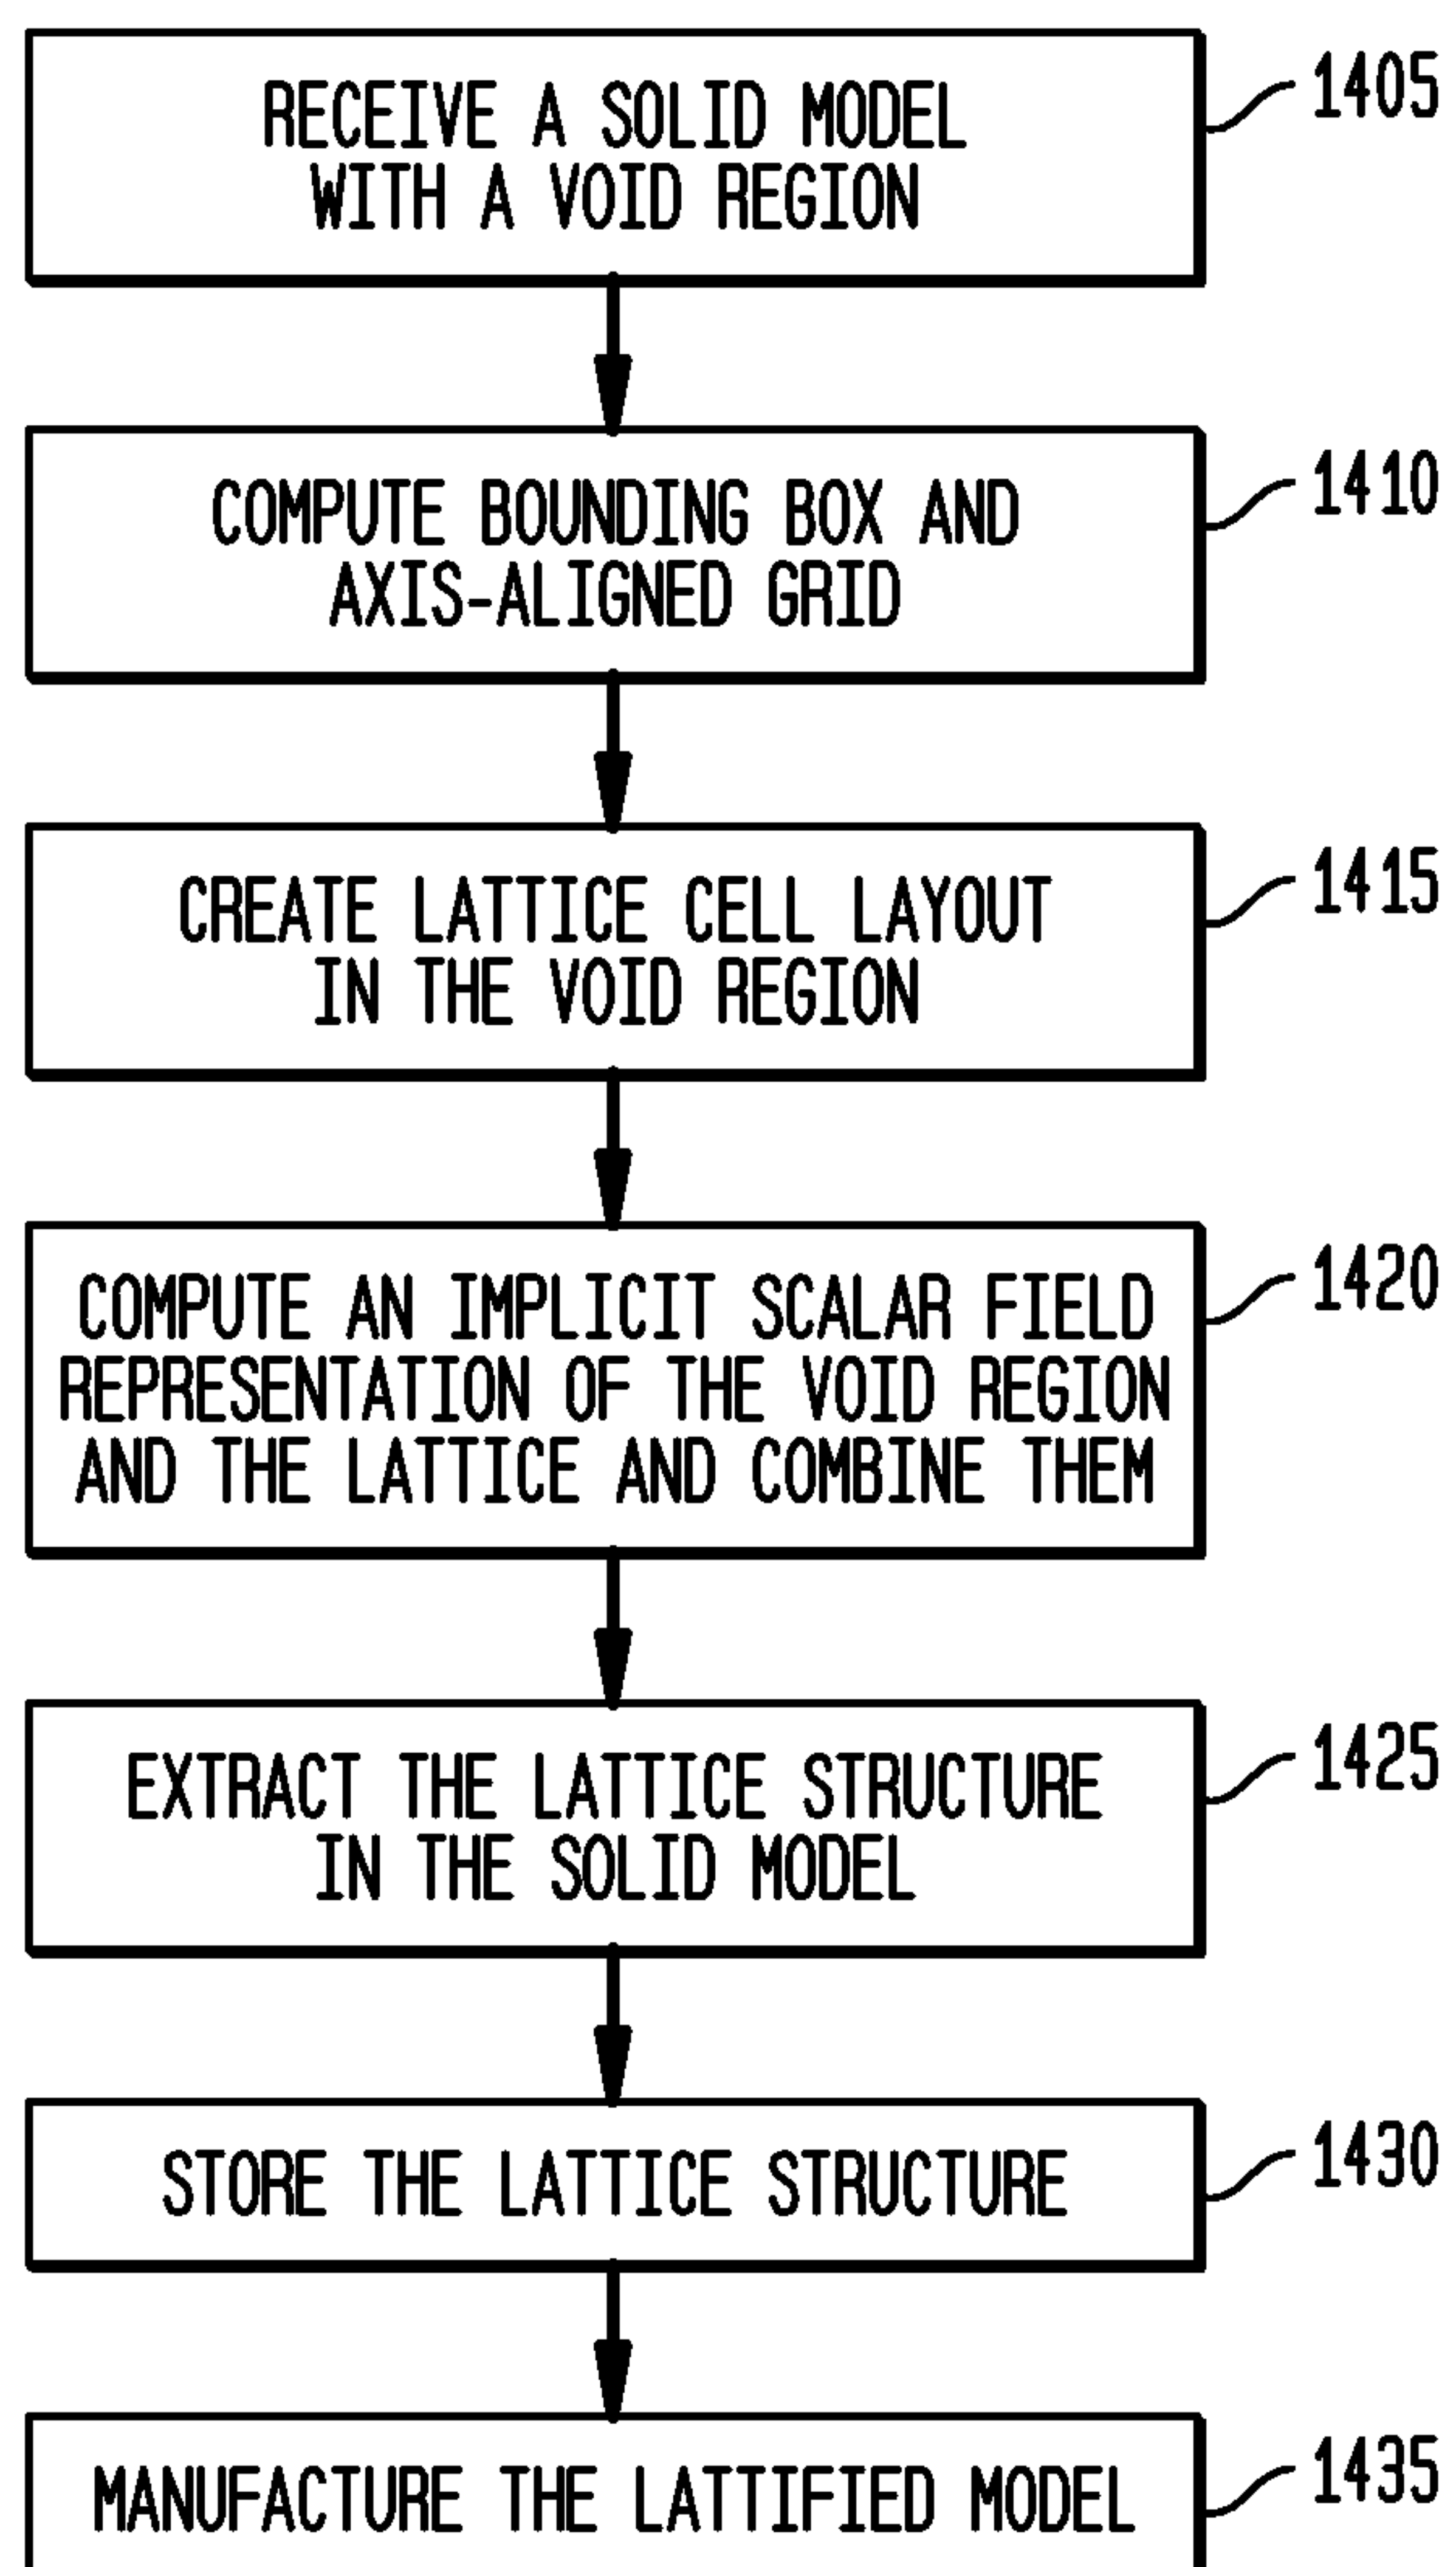 RECEIVE A SOLID MODEL
WITH A VOID REGION
1405
COMPUTE BOUNDING BOX AND
AXIS-ALIGNED GRID
1410
CREATE LATTICE CELL LAYOUT
IN THE VOID REGION
1415
COMPUTE AN IMPLICIT SCALAR FIELD
REPRESENTATION OF THE VOID REGION
AND THE LATTICE AND COMBINE THEM
1420
EXTRACT THE LATTICE STRUCTURE
IN THE SOLID MODEL
1425
STORE THE LATTICE STRUCTURE
1430
MANUFACTURE THE LATTIFIED MODEL
1435